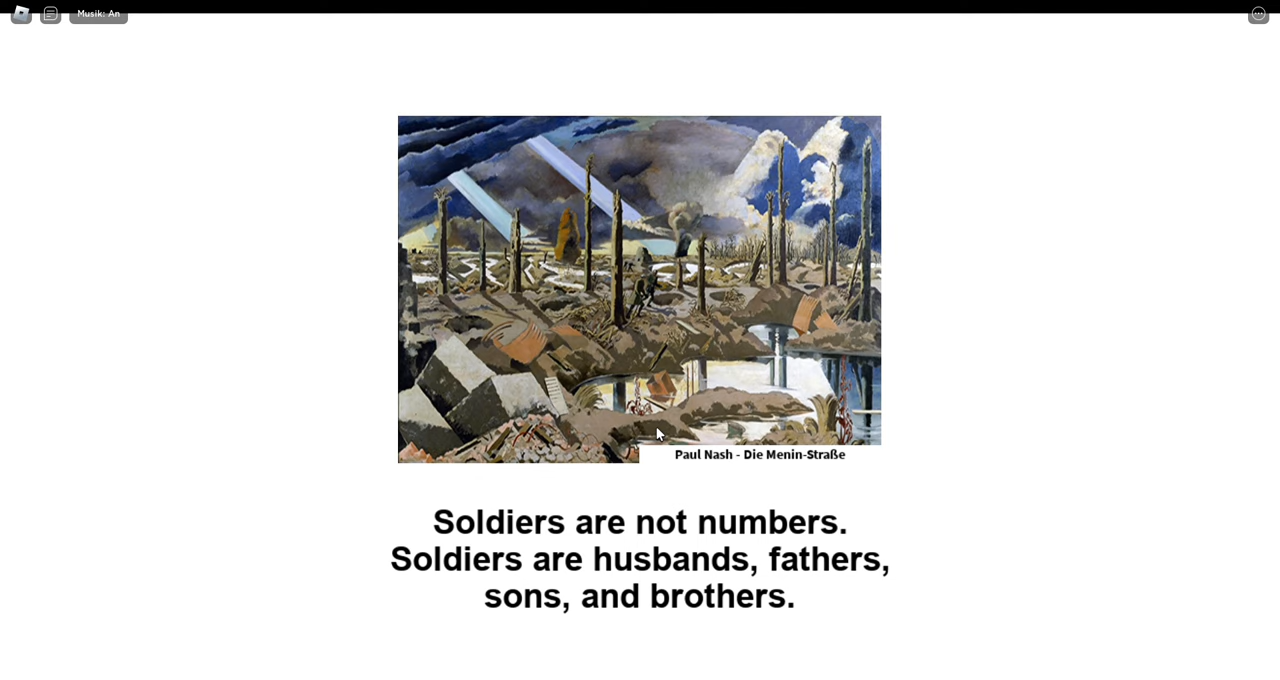 Musik: An
Paul Nash - Die Menin-Straße
Soldiers are not numbers.
Soldiers are husbands, fathers,
sons, and brothers.